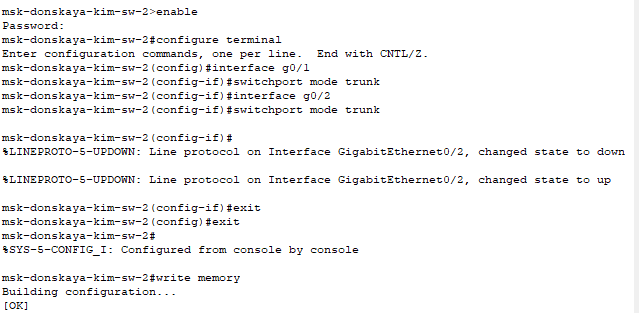 msk-donskaya-kim-sw-2>enable
Password:
msk-donskaya-kim-sw-2#configure terminal
Enter configuration commands, one per line.  End with CNTL/Z.
msk-donskaya-kim-sw-2(config)#interface g0/1
msk-donskaya-kim-sw-2(config-if)#switchport mode trunk
msk-donskaya-kim-sw-2(config-if)#interface g0/2
msk-donskaya-kim-sw-2(config-if)#switchport mode trunk
msk-donskaya-kim-sw-2(config-if)#
%LINEPROTO-5-UPDOWN: Line protocol on Interface GigabitEthernet0/2, changed state to down
%LINEPROTO-5-UPDOWN: Line protocol on Interface GigabitEthernet0/2, changed state to up
msk-donskaya-kim-sw-2(config-if)#exit
msk-donskaya-kim-sw-2(config)#exit
msk-donskaya-kim-sw-2#
%SYS-5-CONFIG_I: Configured from console by console
msk-donskaya-kim-sw-2#write memory
Building configuration...
[OK]